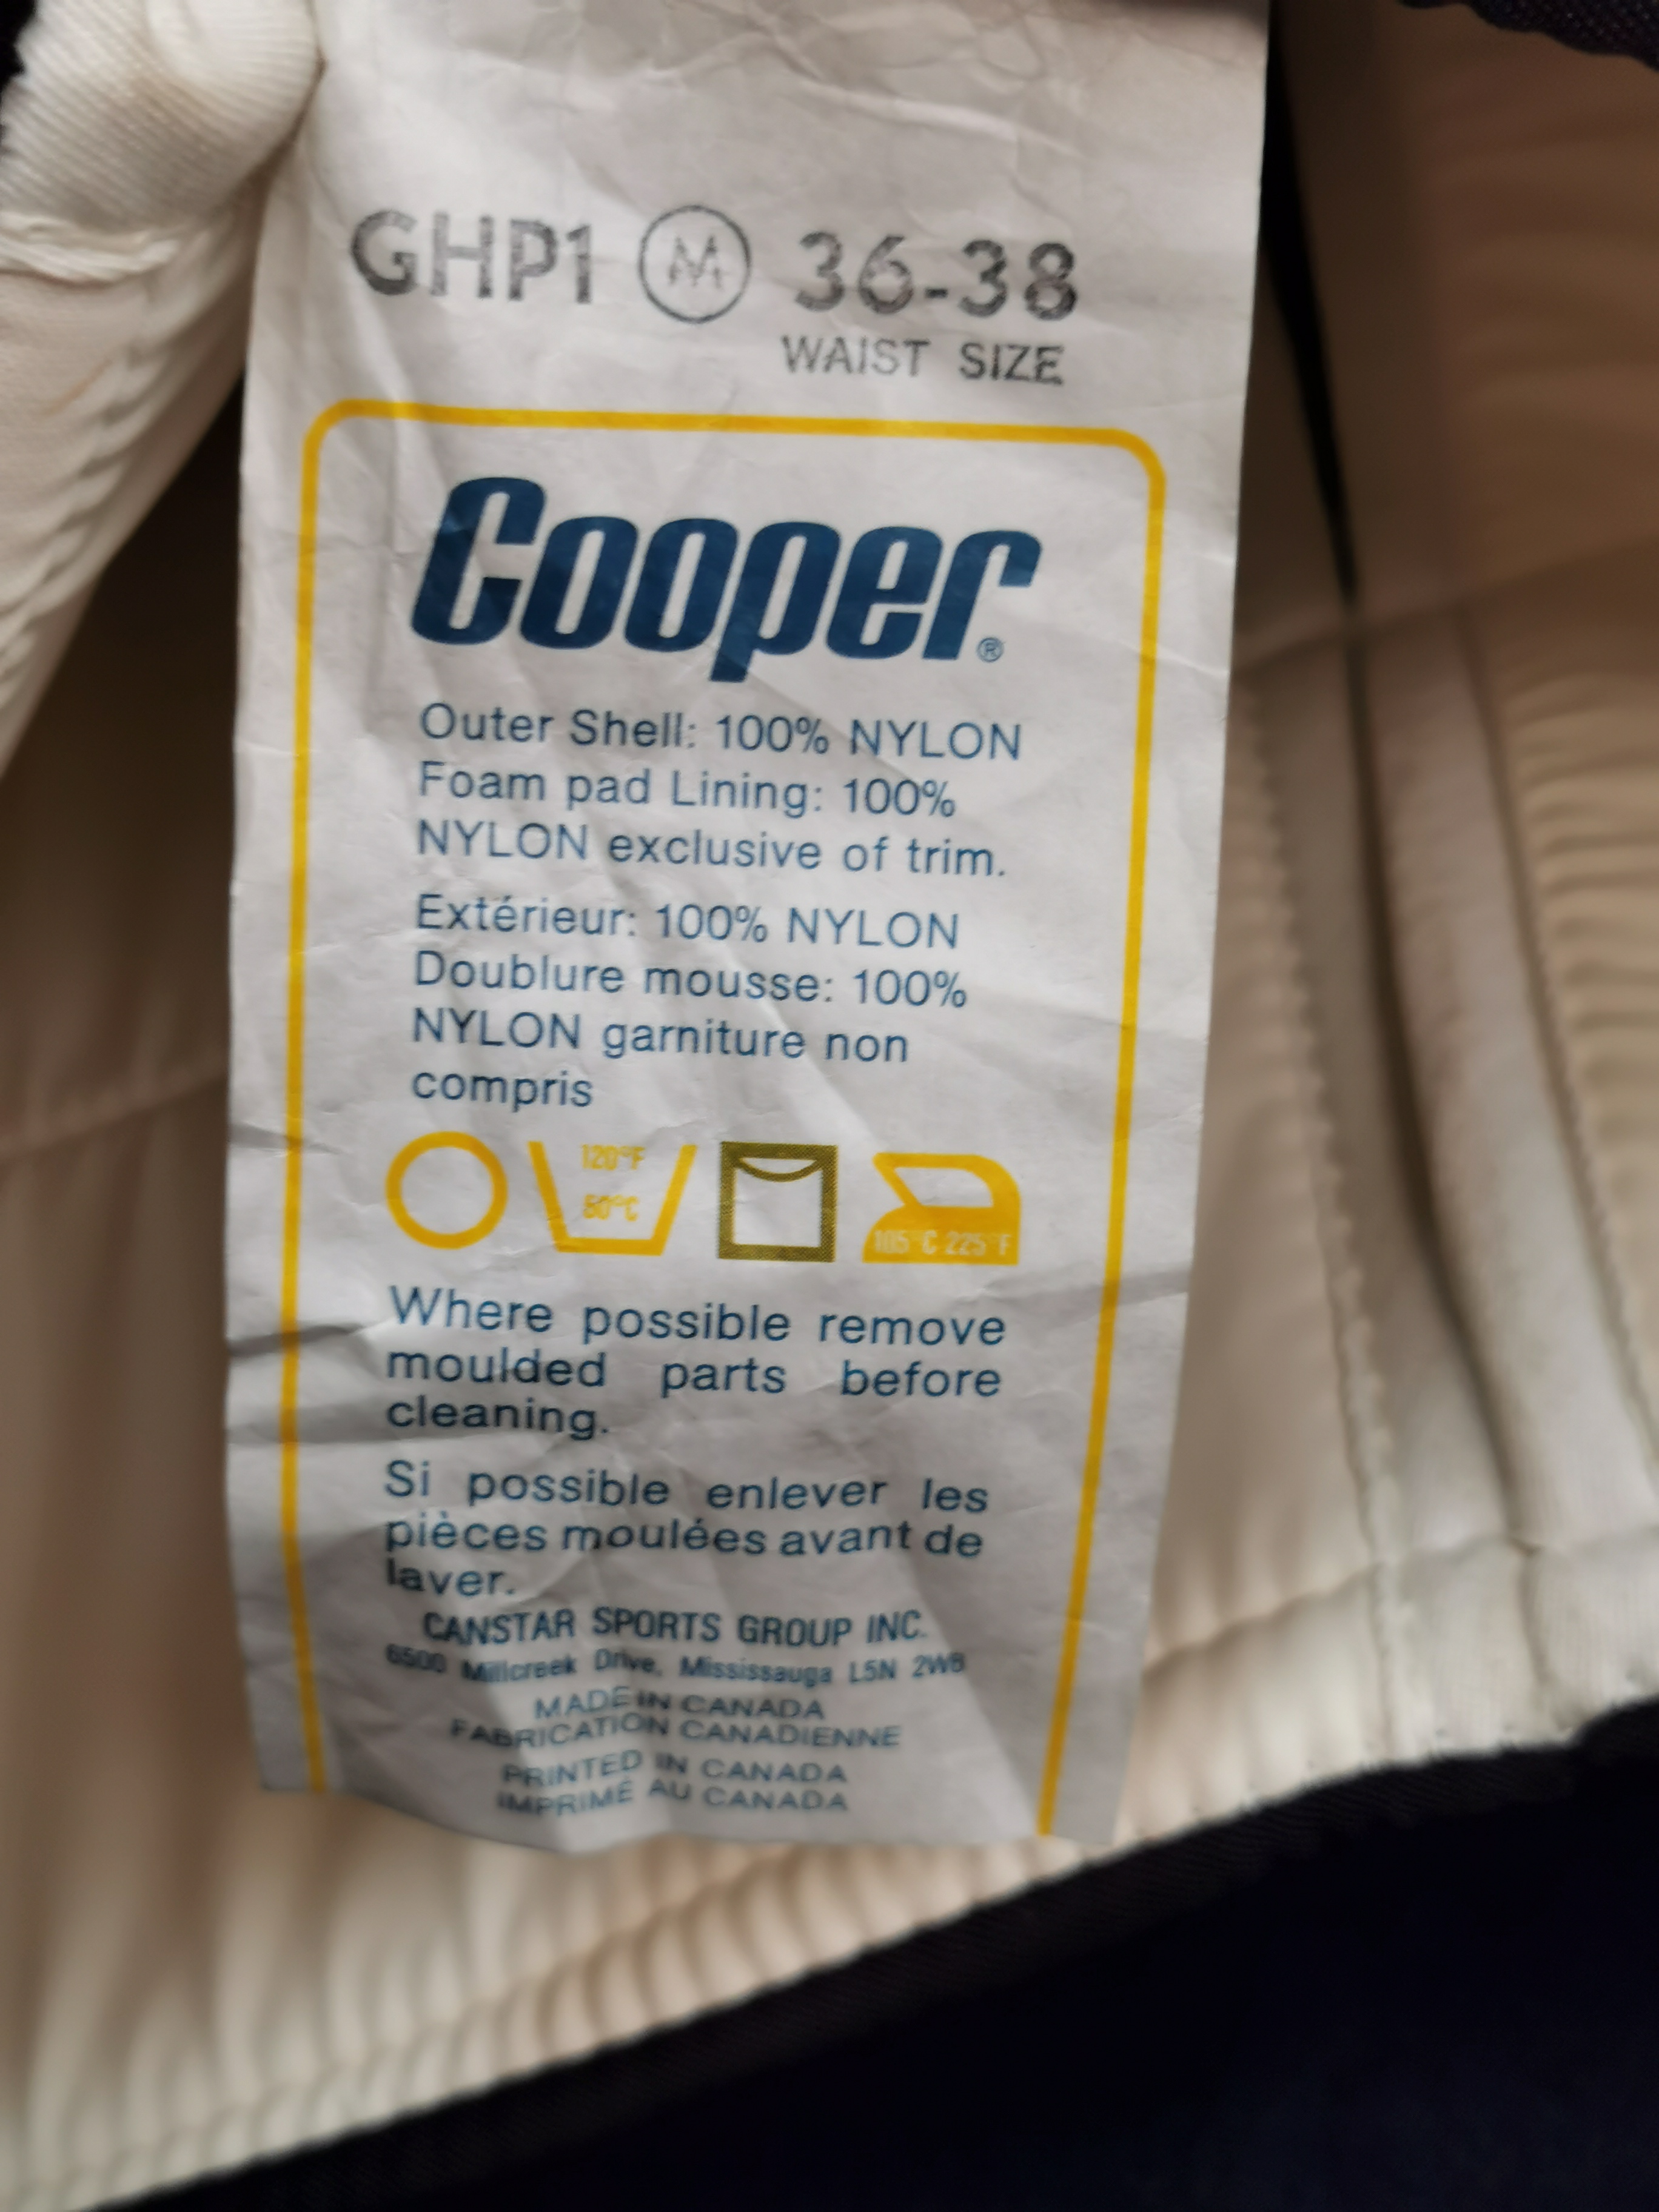 GHP1 M 36-38
WAIST SIZE
Cooper®
Outer Shell: 100% NYLON
Foam pad Lining: 100%
NYLON exclusive of trim.
Extérieur: 100% NYLON
Doublure mousse: 100%
NYLON garniture non
compris
120°F
50°C
105°C 225°F
Where possible remove
moulded parts before
cleaning.
Si possible enlever les
pièces moulées avant de
laver.
CANSTAR SPORTS GROUP INC.
6500 Millcreek Drive, Mississauga L5N 2W6
MADE IN CANADA
FABRICATION CANADIENNE
PRINTED IN CANADA
IMPRIMÉ AU CANADA